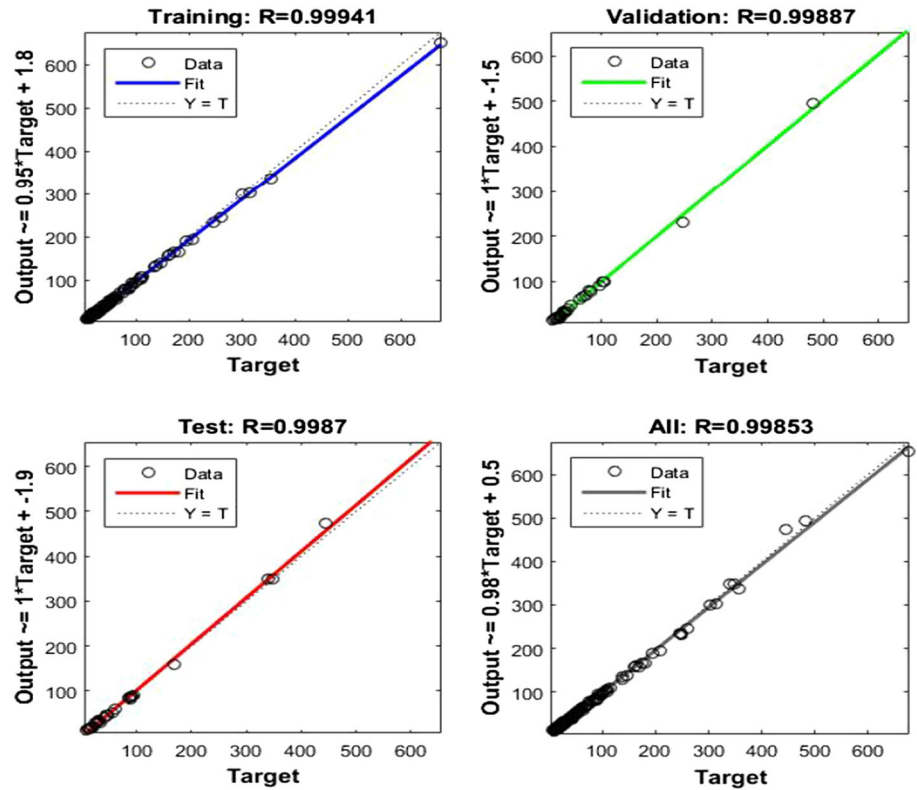 Training: R=0.99941
Output ~= 0.95*Target + 1.8
600
500
400
300
200
100
Data
Fit
Y = T
100 200 300 400 500 600
Target
Validation: R=0.99887
Output ~= 1*Target + -1.5
600
500
400
300
200
100
Data
Fit
Y = T
100 200 300 400 500 600
Target
Test: R=0.9987
Output ~= 1*Target + -1.9
600
500
400
300
200
100
Data
Fit
Y = T
100 200 300 400 500 600
Target
All: R=0.99853
Output ~= 0.98*Target + 0.5
600
500
400
300
200
100
Data
Fit
Y = T
100 200 300 400 500 600
Target